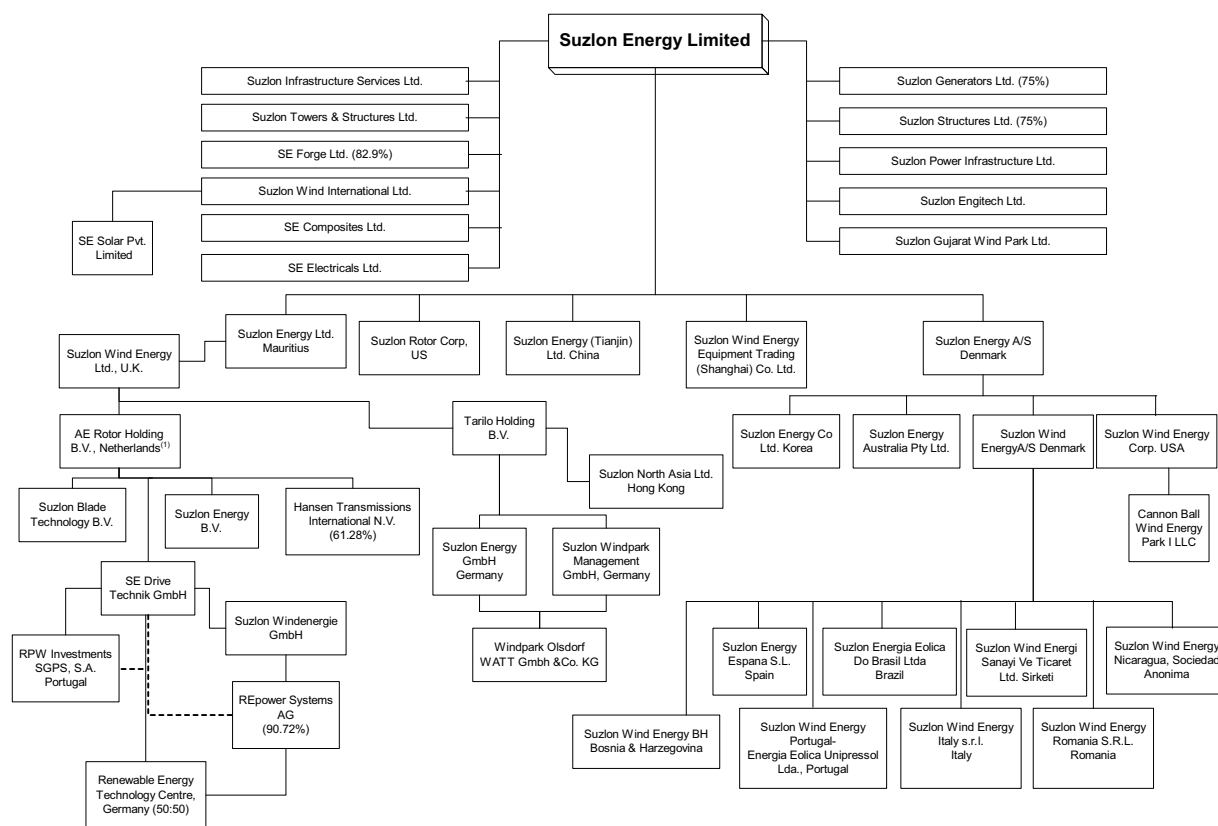 Suzlon Energy Limited
Suzlon Infrastructure Services Ltd.
Suzlon Towers & Structures Ltd.
SE Forge Ltd. (82.9%)
Suzlon Wind International Ltd.
SE Composites Ltd.
SE Electricals Ltd.
SE Solar Pvt.
Limited
Suzlon Generators Ltd. (75%)
Suzlon Structures Ltd. (75%)
Suzlon Power Infrastructure Ltd.
Suzlon Engitech Ltd.
Suzlon Gujarat Wind Park Ltd.
Suzlon Wind Energy
Ltd., U.K.
Suzlon Energy Ltd.
Mauritius
Suzlon Rotor Corp,
US
Suzlon Energy (Tianjin)
Ltd. China
Suzlon Wind Energy
Equipment Trading
(Shanghai) Co. Ltd.
Suzlon Energy A/S
Denmark
AE Rotor Holding
B.V., Netherlands(1)
Tarilo Holding
B.V.
Suzlon Energy Co
Ltd. Korea
Suzlon Energy
Australia Pty Ltd.
Suzlon Wind
EnergyA/S Denmark
Suzlon Wind Energy
Corp. USA
Suzlon North Asia Ltd.
Hong Kong
Suzlon Blade
Technology B.V.
Suzlon Energy
B.V.
Hansen Transmissions
International N.V.
(61.28%)
Cannon Ball
Wind Energy
Park I LLC
Suzlon Energy
GmbH
Germany
Suzlon Windpark
Management
GmbH, Germany
SE Drive
Technik GmbH
Suzlon Windenergie
GmbH
RPW Investments
SGPS, S.A.
Portugal
Windpark Olsdorf
WATT Gmbh &Co. KG
REpower Systems
AG
(90.72%)
Renewable Energy
Technology Centre,
Germany (50:50)
Suzlon Energy
Espana S.L.
Spain
Suzlon Energia Eolica
Do Brasil Ltda
Brazil
Suzlon Wind Energi
Sanayi Ve Ticaret
Ltd. Sirketi
Suzlon Wind Energy
Nicaragua, Sociedad
Anonima
Suzlon Wind Energy BH
Bosnia & Harzegovina
Suzlon Wind Energy
Portugal-
Energia Eolica Unipressol
Lda., Portugal
Suzlon Wind Energy
Italy s.r.l.
Italy
Suzlon Wind Energy
Romania S.R.L.
Romania